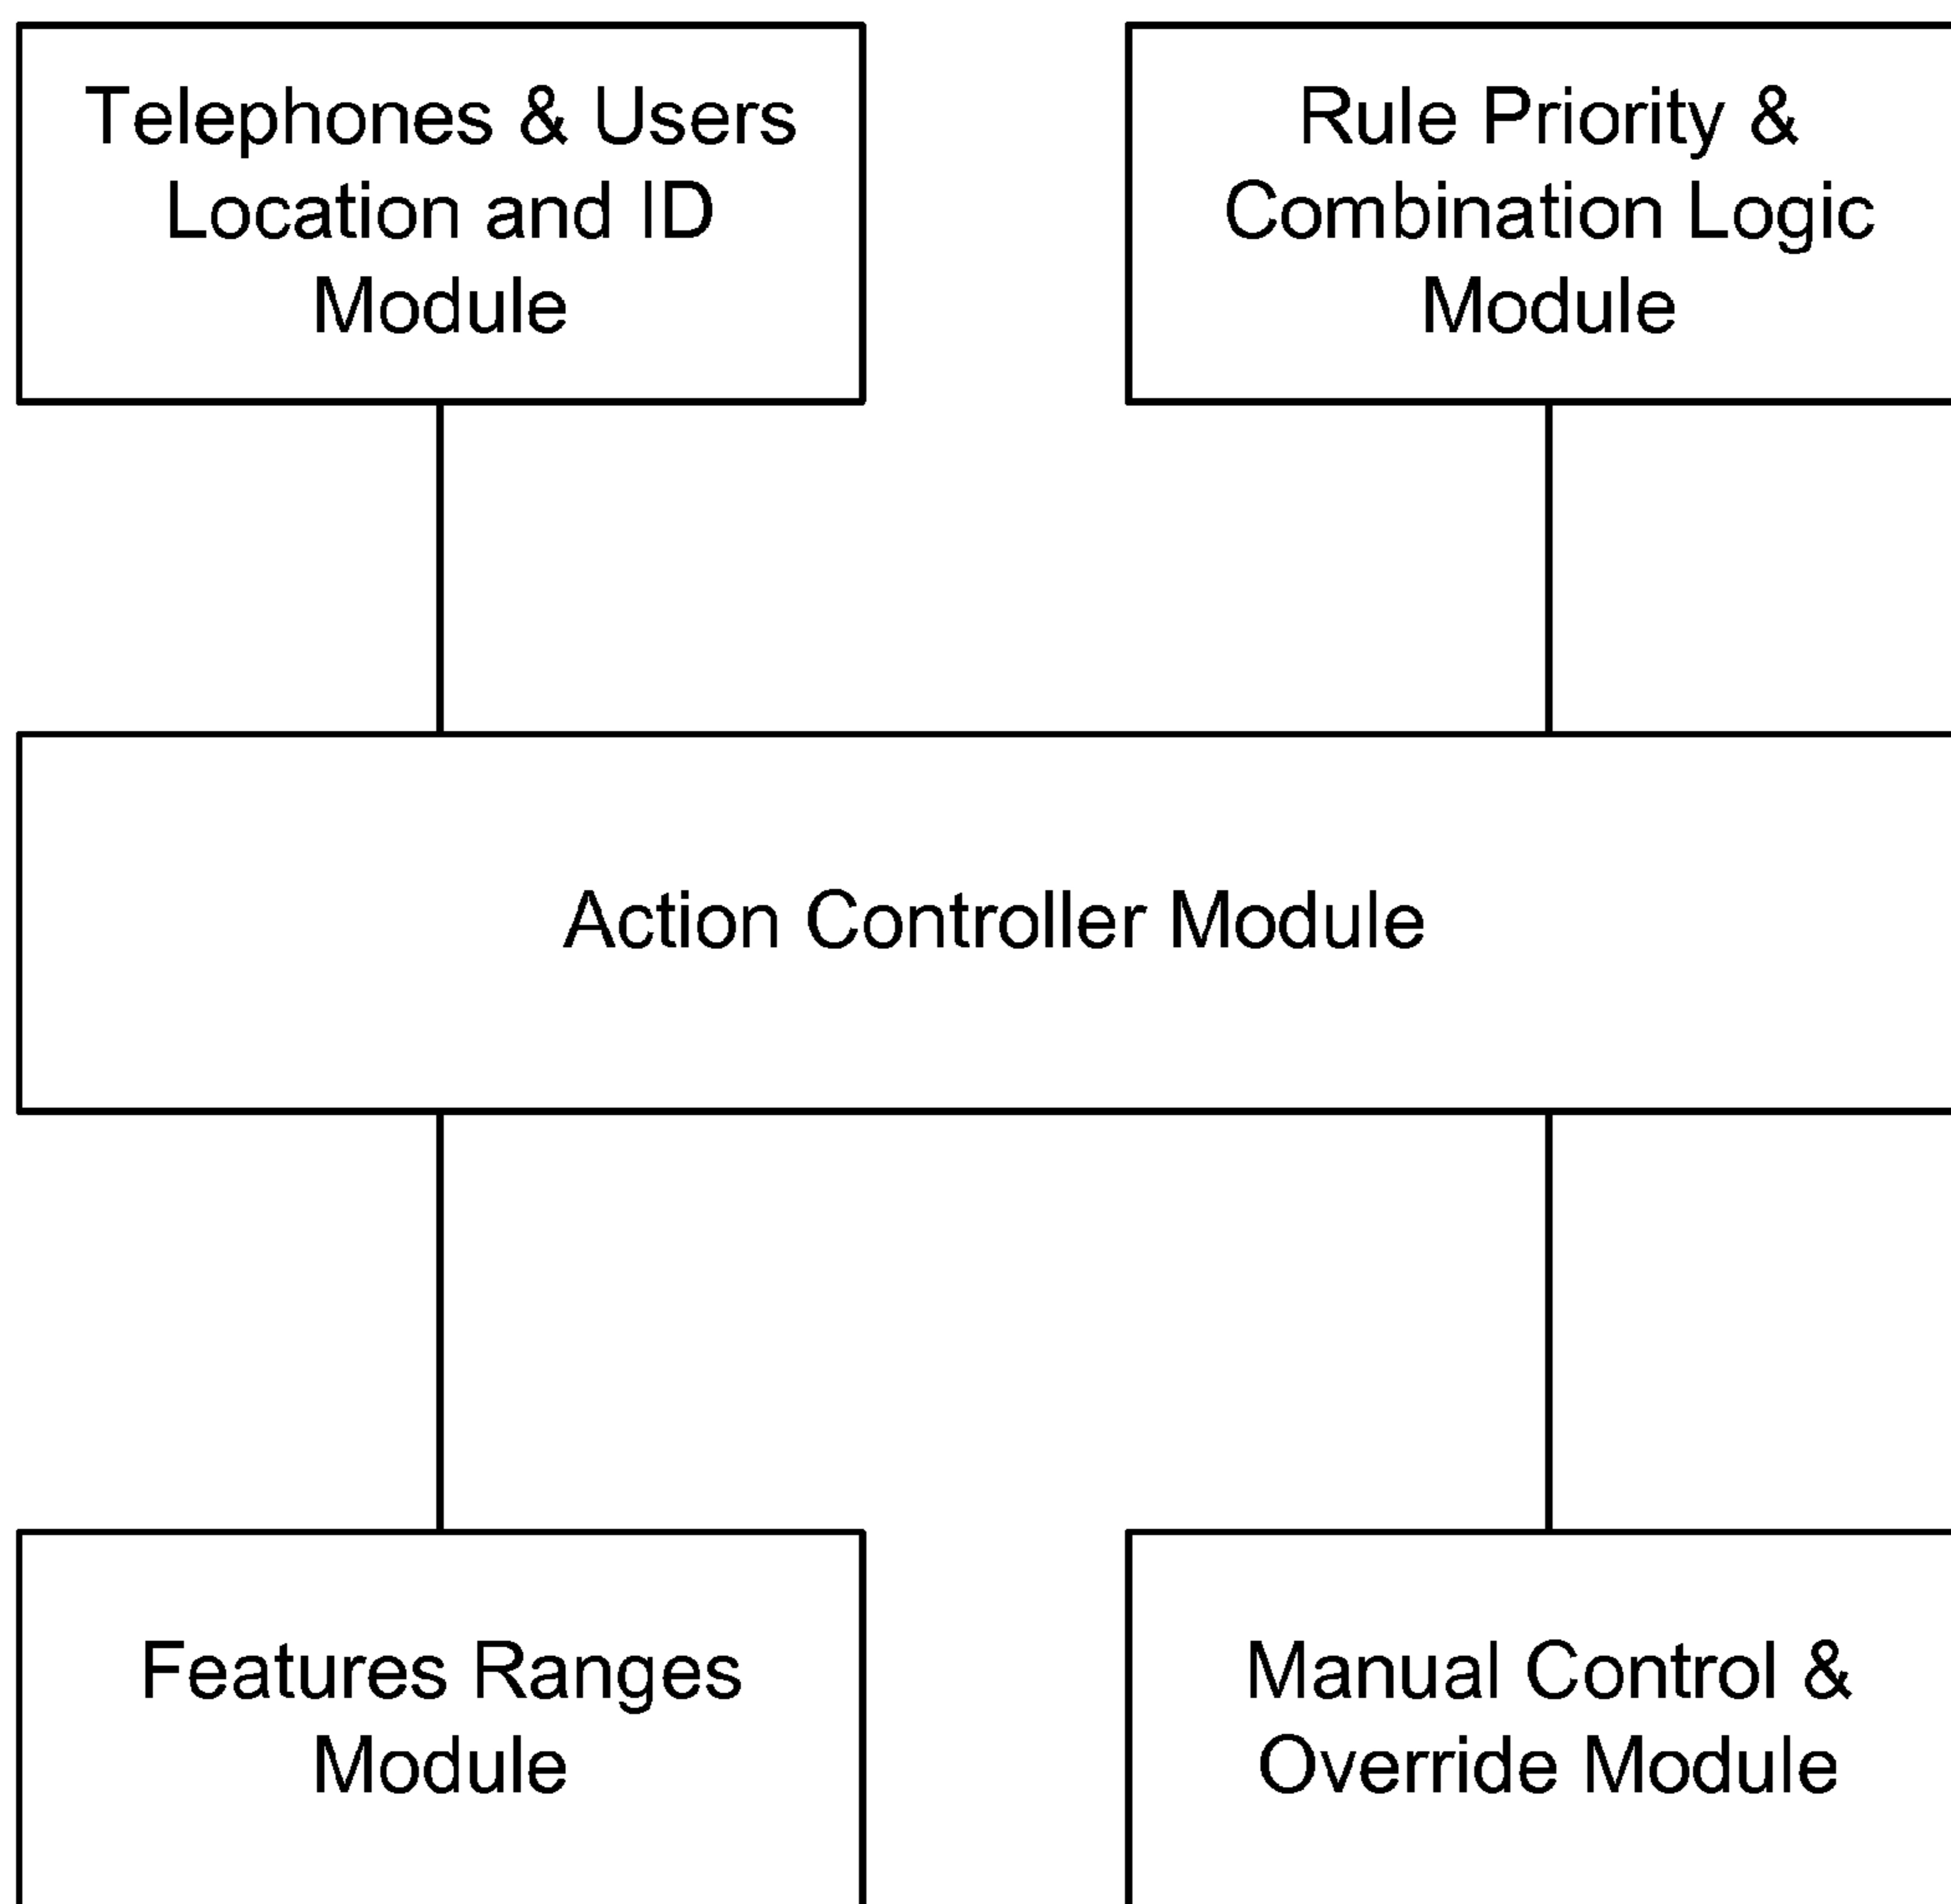 Telephones & Users
Location and ID
Module
Rule Priority &
Combination Logic
Module
Action Controller Module
Features Ranges
Module
Manual Control &
Override Module